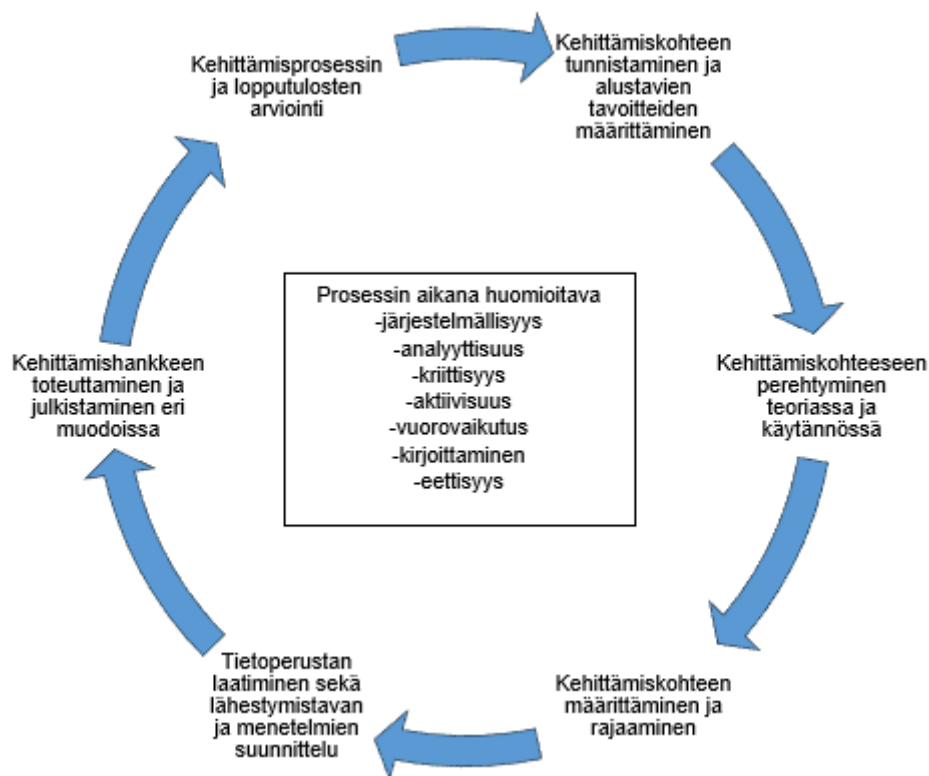 Kehittämiskohteen
tunnistaminen ja
alustavien
tavoitteiden
määrittäminen
Kehittämiskohteeseen
perehtyminen
teoriassa ja
käytännössä
Kehittämiskohteen
määrittäminen ja
rajaaminen
Tietoperustan
laatiminen sekä
lähestymistavan
ja menetelmien
suunnittelu
Kehittämishankkeen
toteuttaminen ja
julkistaminen eri
muodoissa
Kehittämisprosessin
ja lopputulosten
arviointi
Prosessin aikana huomioitava
-järjestelmällisyys
-analyyttisuus
-kriittisyys
-aktiivisuus
-vuorovaikutus
-kirjoittaminen
-eettisyys